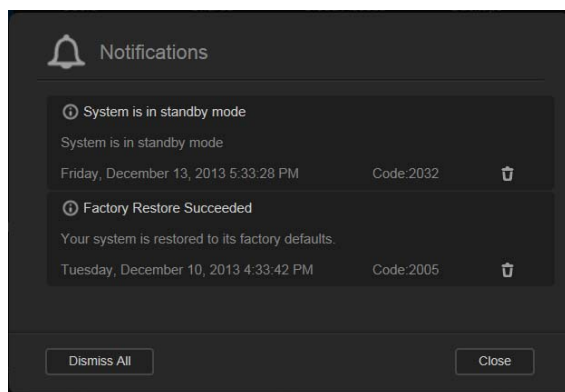 Notifications
System is in standby mode
System is in standby mode
Friday, December 13, 2013 5:33:28 PM Code:2032
Factory Restore Succeeded
Your system is restored to its factory defaults.
Tuesday, December 10, 2013 4:33:42 PM Code:2005
Dismiss All Close